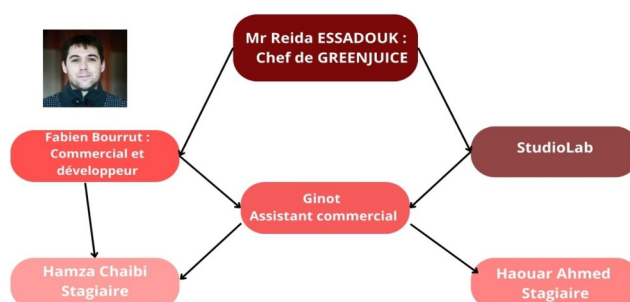 Mr Reida ESSADOUK :
Chef de GREENJUICE
Fabien Bourrut :
Commercial et
développeur
StudioLab
Ginot
Assistant commercial
Hamza Chaibi
Stagiaire
Haouar Ahmed
Stagiaire